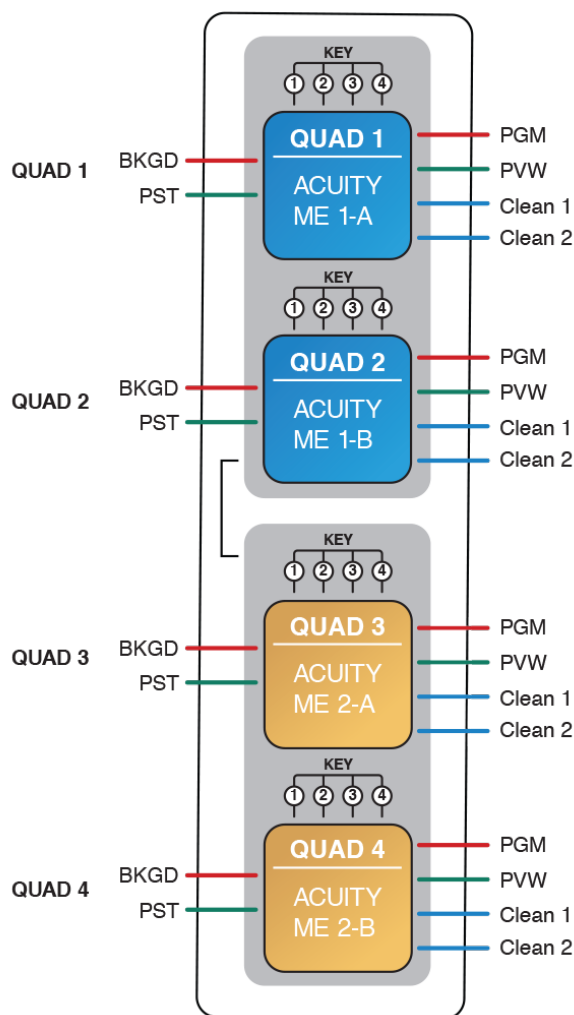 KEY
1 2 3 4
QUAD 1
BKGD
PST
QUAD 1
ACUITY
ME 1-A
PGM
PVW
Clean 1
Clean 2
KEY
1 2 3 4
QUAD 2
BKGD
PST
QUAD 2
ACUITY
ME 1-B
PGM
PVW
Clean 1
Clean 2
KEY
1 2 3 4
QUAD 3
BKGD
PST
QUAD 3
ACUITY
ME 2-A
PGM
PVW
Clean 1
Clean 2
KEY
1 2 3 4
QUAD 4
BKGD
PST
QUAD 4
ACUITY
ME 2-B
PGM
PVW
Clean 1
Clean 2